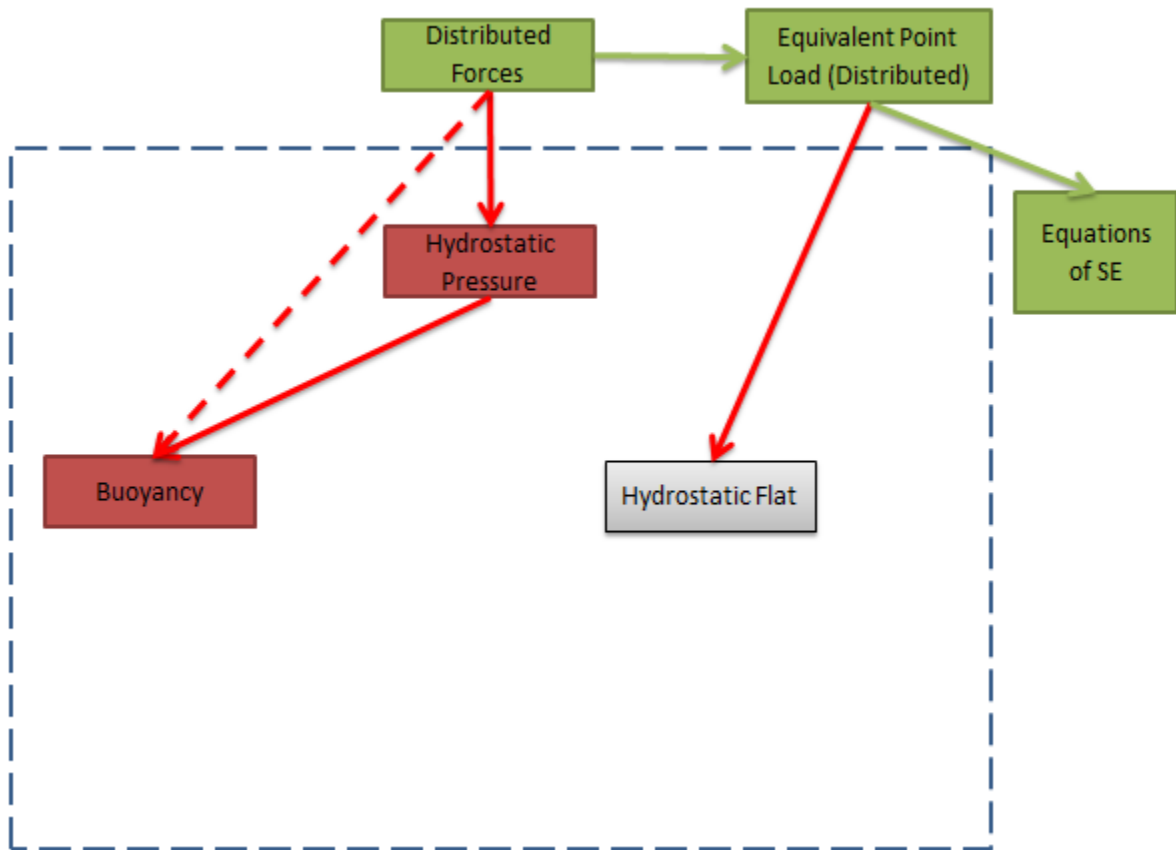 Distributed
Forces
Equivalent Point
Load (Distributed)
Hydrostatic
Pressure
Equations
of SE
Buoyancy
Hydrostatic Flat